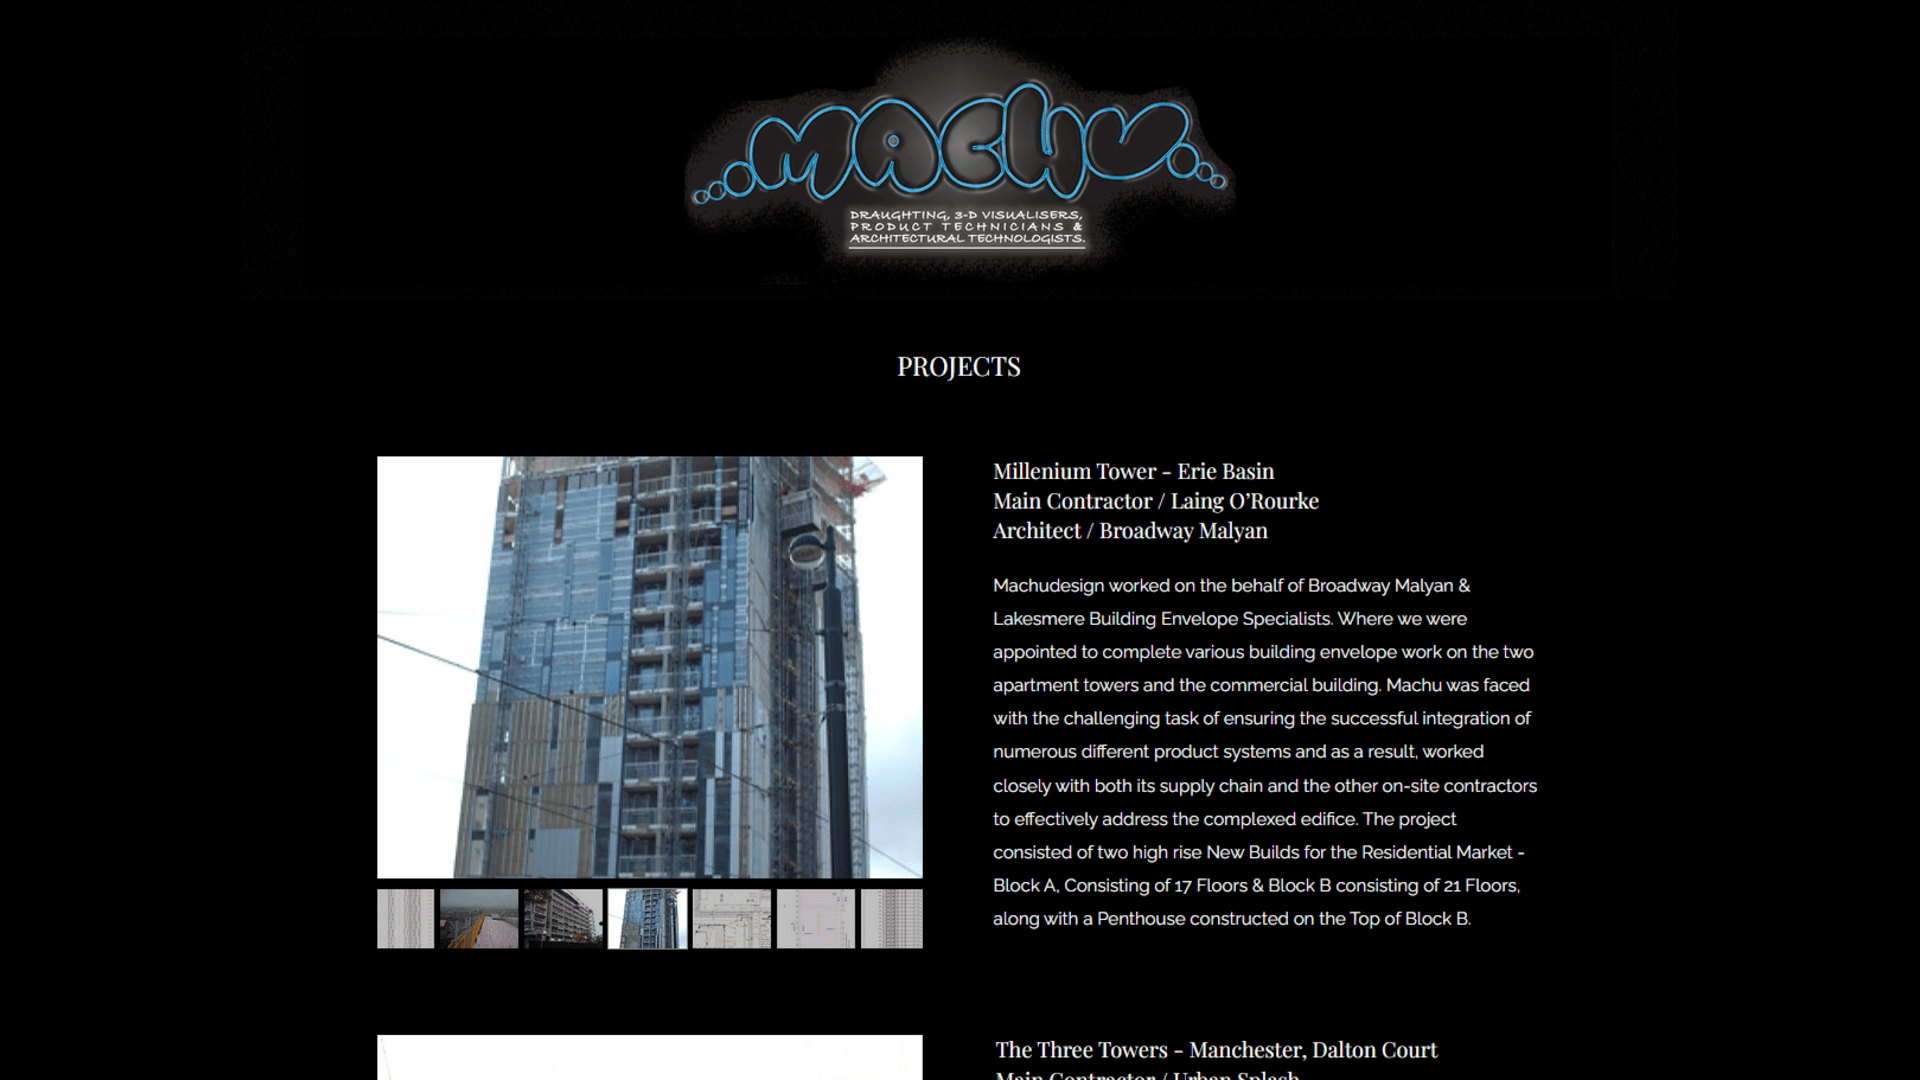 MACHU
DRAUGHTING, 3-D VISUALISERS,
PRODUCT TECHNICIANS &
ARCHITECTURAL TECHNOLOGISTS.
PROJECTS
Millenium Tower - Erie Basin
Main Contractor / Laing O’Rourke
Architect / Broadway Malyan
Machudesign worked on the behalf of Broadway Malyan &
Lakesmere Building Envelope Specialists. Where we were
appointed to complete various building envelope work on the two
apartment towers and the commercial building. Machu was faced
with the challenging task of ensuring the successful integration of
numerous different product systems and as a result, worked
closely with both its supply chain and the other on-site contractors
to effectively address the complexed edifice. The project
consisted of two high rise New Builds for the Residential Market -
Block A, Consisting of 17 Floors & Block B consisting of 21 Floors,
along with a Penthouse constructed on the Top of Block B.
The Three Towers - Manchester, Dalton Court
Main Contractor / Urban Splash